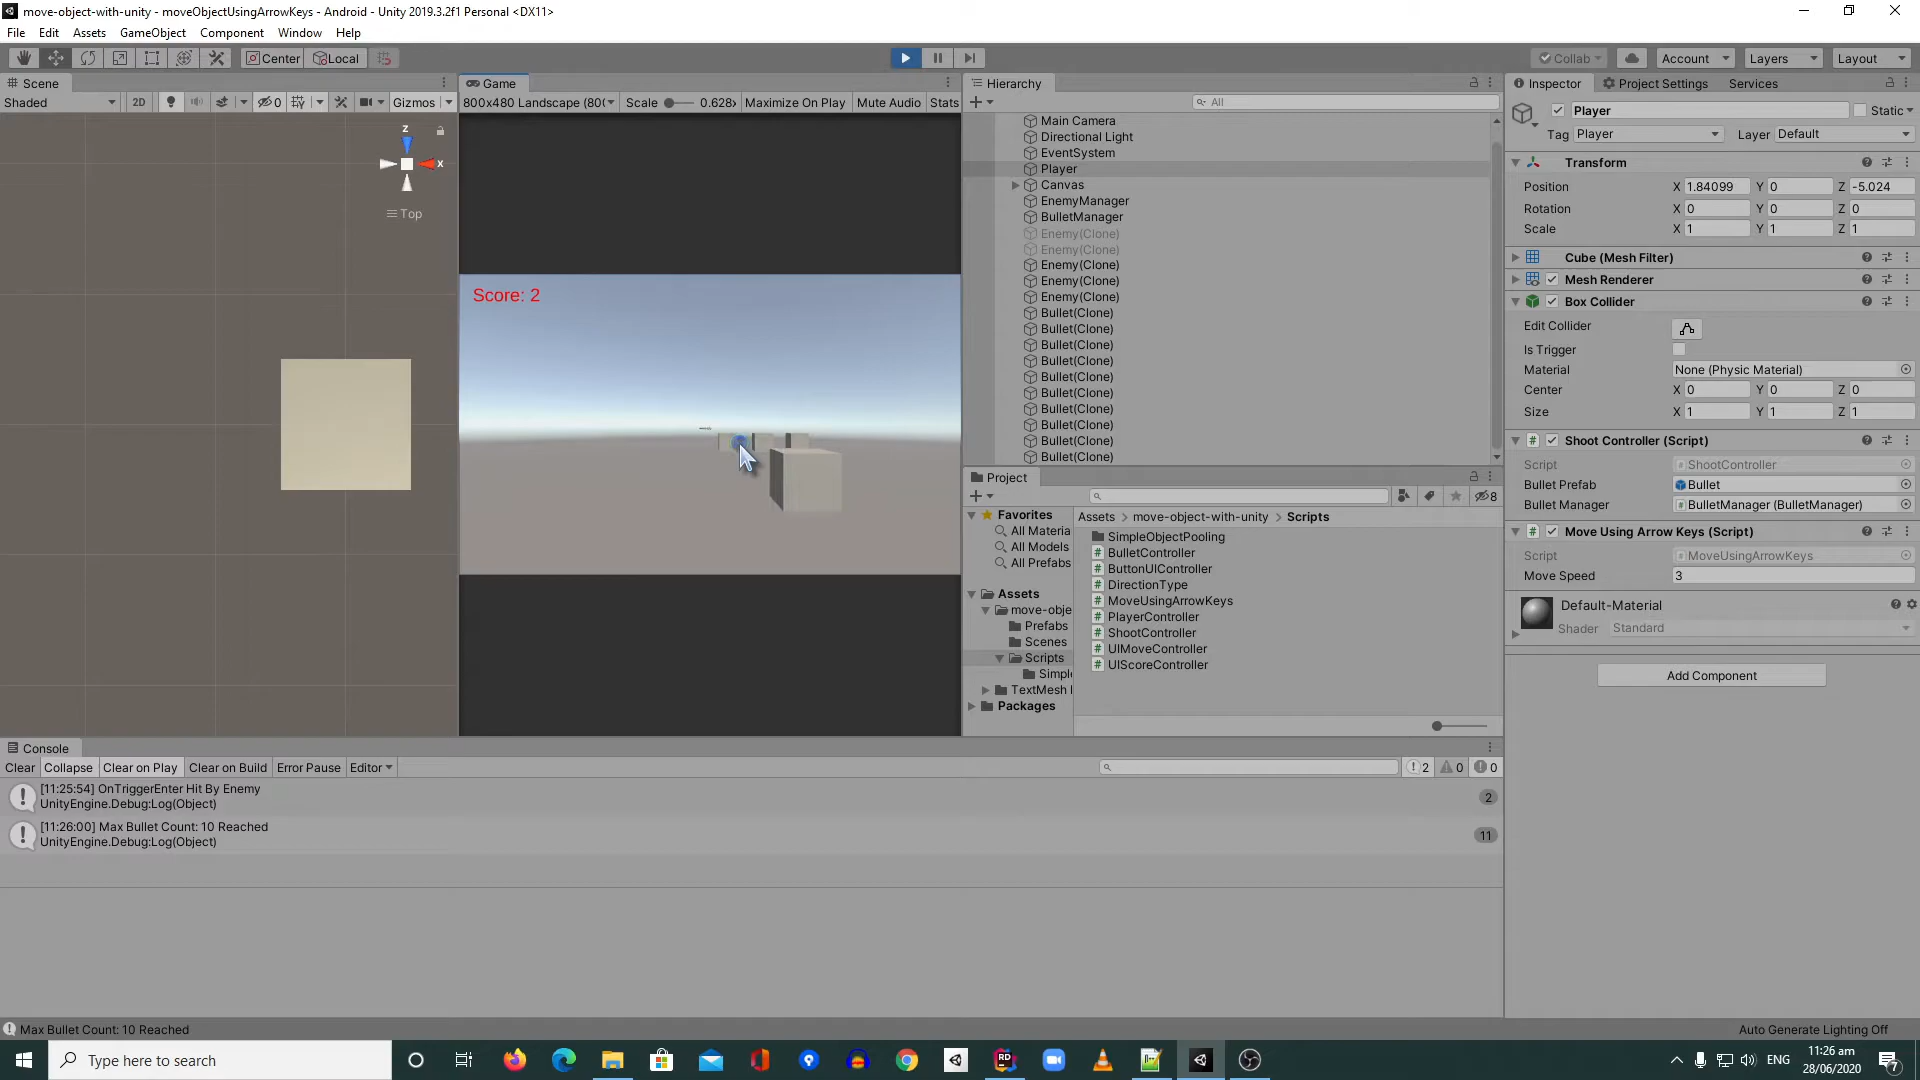 move-object-with-unity - moveObjectUsingArrowKeys - Android - Unity 2019.3.2f1 Personal <DX11>
File Edit Assets GameObject Component Window Help
Center Local
Collab Account Layers Layout
Scene
Shaded 2D 0 Gizmos
z
x
Top
Game
800x480 Landscape (80( Scale 0.628x Maximize On Play Mute Audio Stats
Score: 2
Hierarchy
All
Main Camera
Directional Light
EventSystem
Player
Canvas
EnemyManager
BulletManager
Enemy(Clone)
Enemy(Clone)
Enemy(Clone)
Enemy(Clone)
Enemy(Clone)
Bullet(Clone)
Bullet(Clone)
Bullet(Clone)
Bullet(Clone)
Bullet(Clone)
Bullet(Clone)
Bullet(Clone)
Bullet(Clone)
Bullet(Clone)
Bullet(Clone)
Project
8
Favorites
All Materia
All Models
All Prefabs
Assets
move-obje
Prefabs
Scenes
Scripts
Simple
TextMesh
Packages
Assets > move-object-with-unity > Scripts
SimpleObjectPooling
BulletController
ButtonUIController
DirectionType
MoveUsingArrowKeys
PlayerController
ShootController
UIMoveController
UIScoreController
Inspector Project Settings Services
Player Static
Tag Player Layer Default
Transform
Position X 1.84099 Y 0 Z -5.024
Rotation X 0 Y 0 Z 0
Scale X 1 Y 1 Z 1
Cube (Mesh Filter)
Mesh Renderer
Box Collider
Edit Collider
Is Trigger
Material None (Physic Material)
Center X 0 Y 0 Z 0
Size X 1 Y 1 Z 1
Shoot Controller (Script)
Script ShootController
Bullet Prefab Bullet
Bullet Manager BulletManager (BulletManager)
Move Using Arrow Keys (Script)
Script MoveUsingArrowKeys
Move Speed 3
Default-Material
Shader Standard
Add Component
Console
Clear Collapse Clear on Play Clear on Build Error Pause Editor 2 0 0
[11:25:54] OnTriggerEnter Hit By Enemy
UnityEngine.Debug:Log(Object)
2
[11:26:00] Max Bullet Count: 10 Reached
UnityEngine.Debug:Log(Object)
11
Max Bullet Count: 10 Reached
Auto Generate Lighting Off
Type here to search
ENG
11:26 am
28/06/2020
7